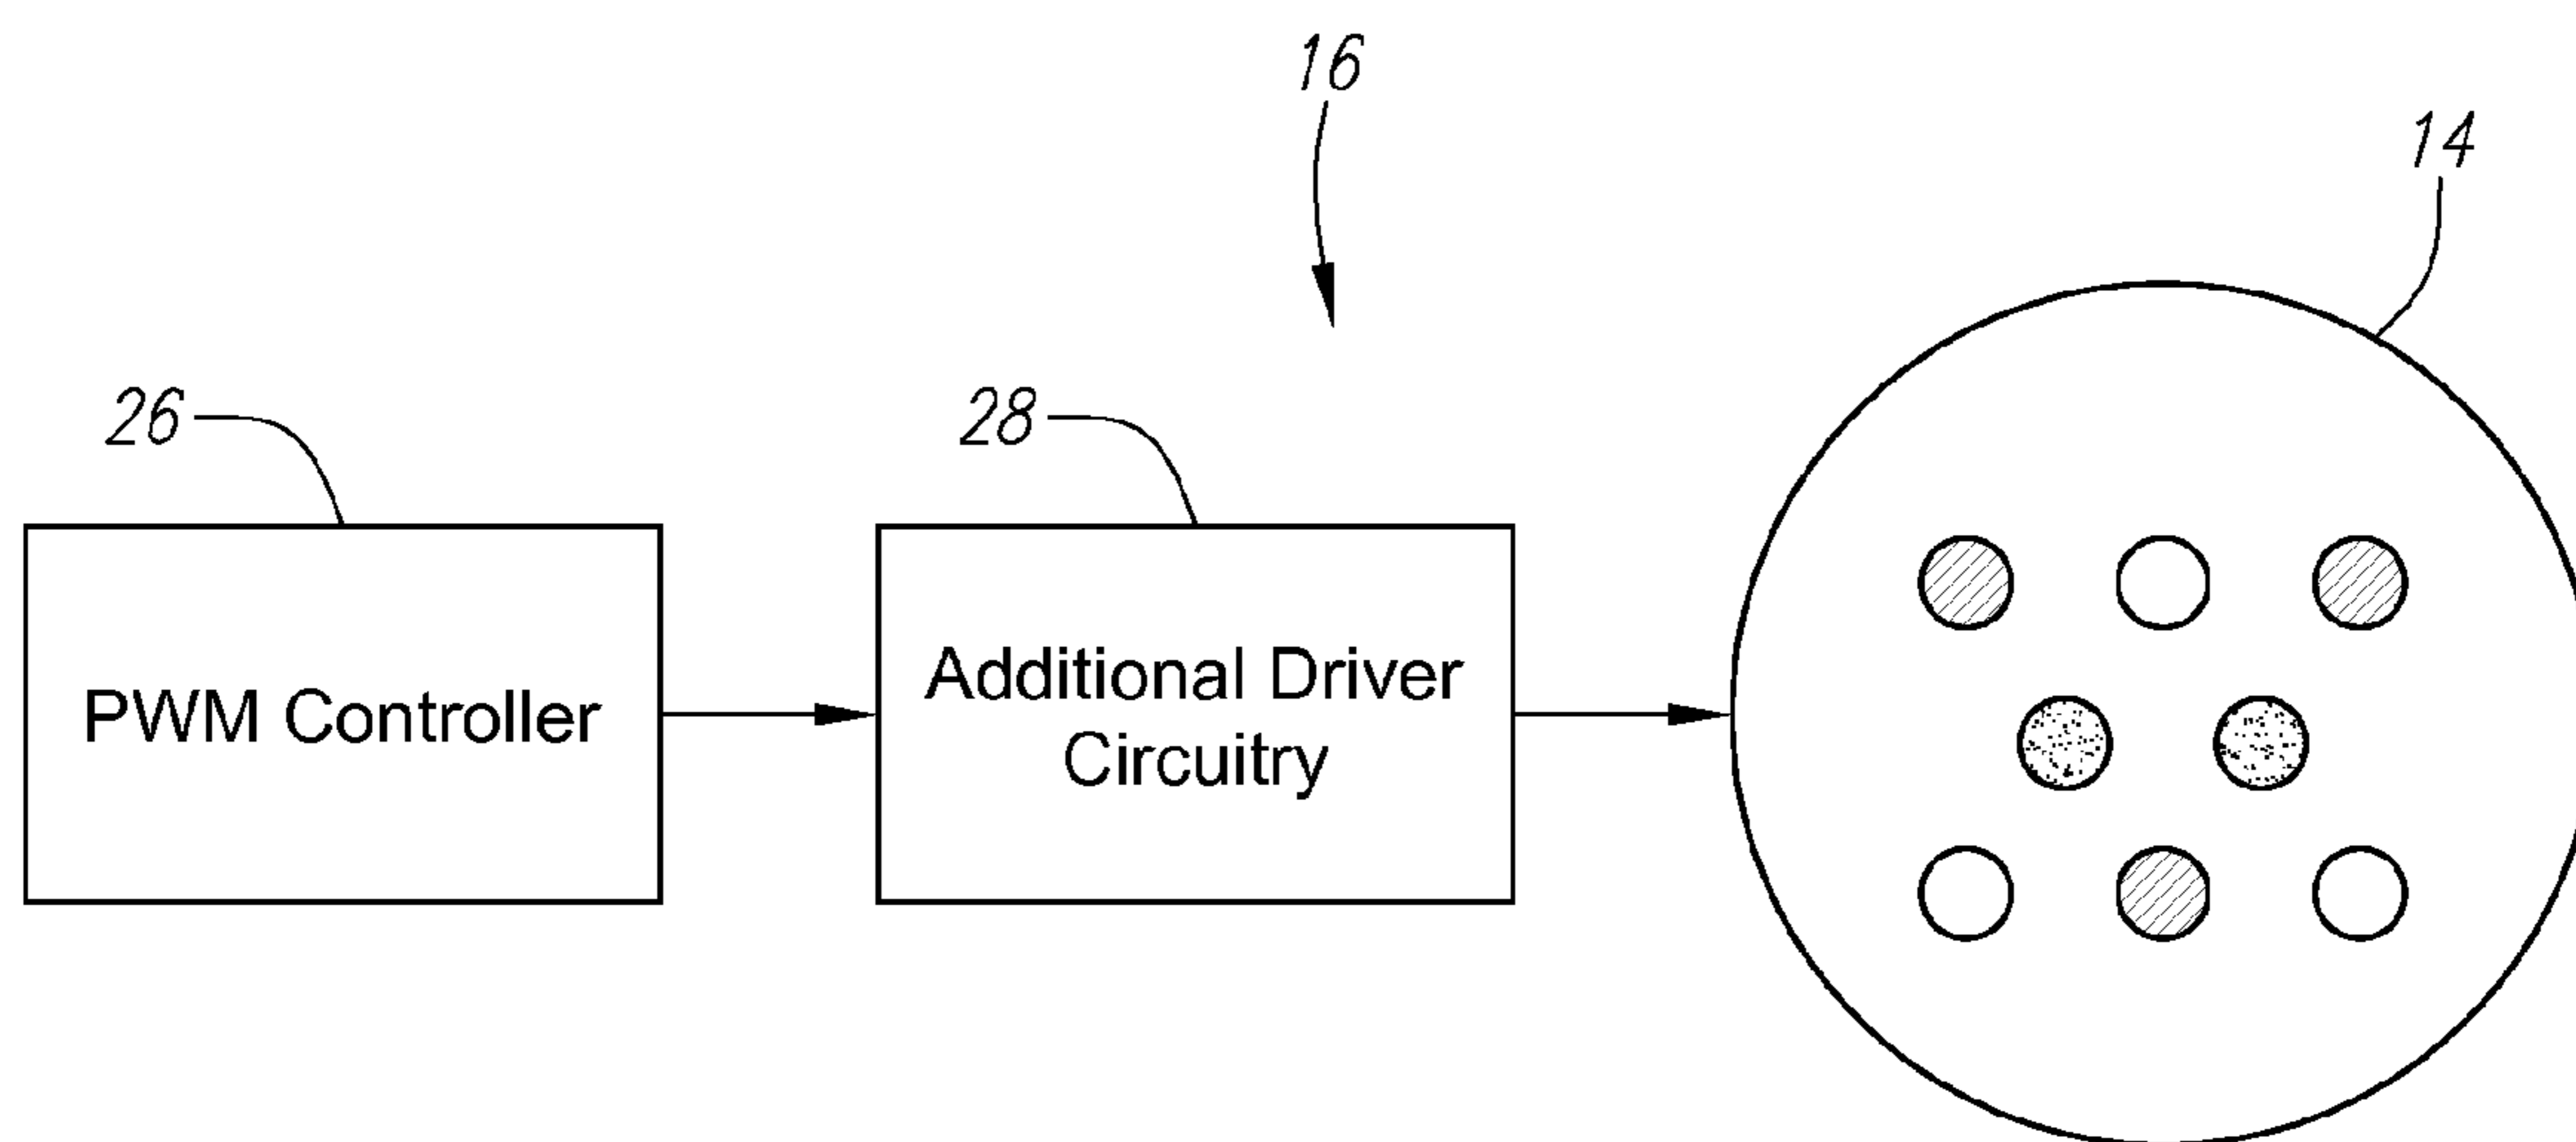 16
14
26
28
PWM Controller
Additional Driver
Circuitry